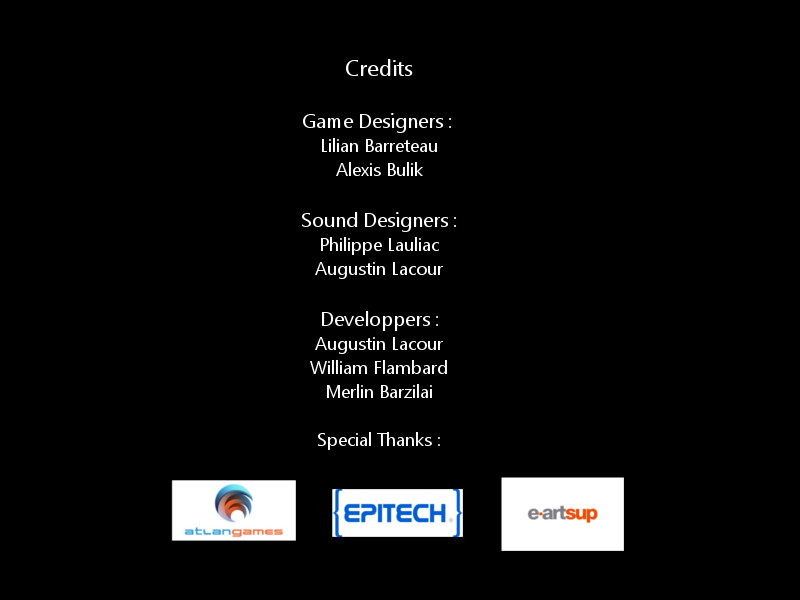 Credits
Game Designers :
Lilian Barreteau
Alexis Bulik
Sound Designers :
Philippe Lauliac
Augustin Lacour
Developpers :
Augustin Lacour
William Flambard
Merlin Barzilai
Special Thanks :
atlangames
{EPITECH.}
e-artsup